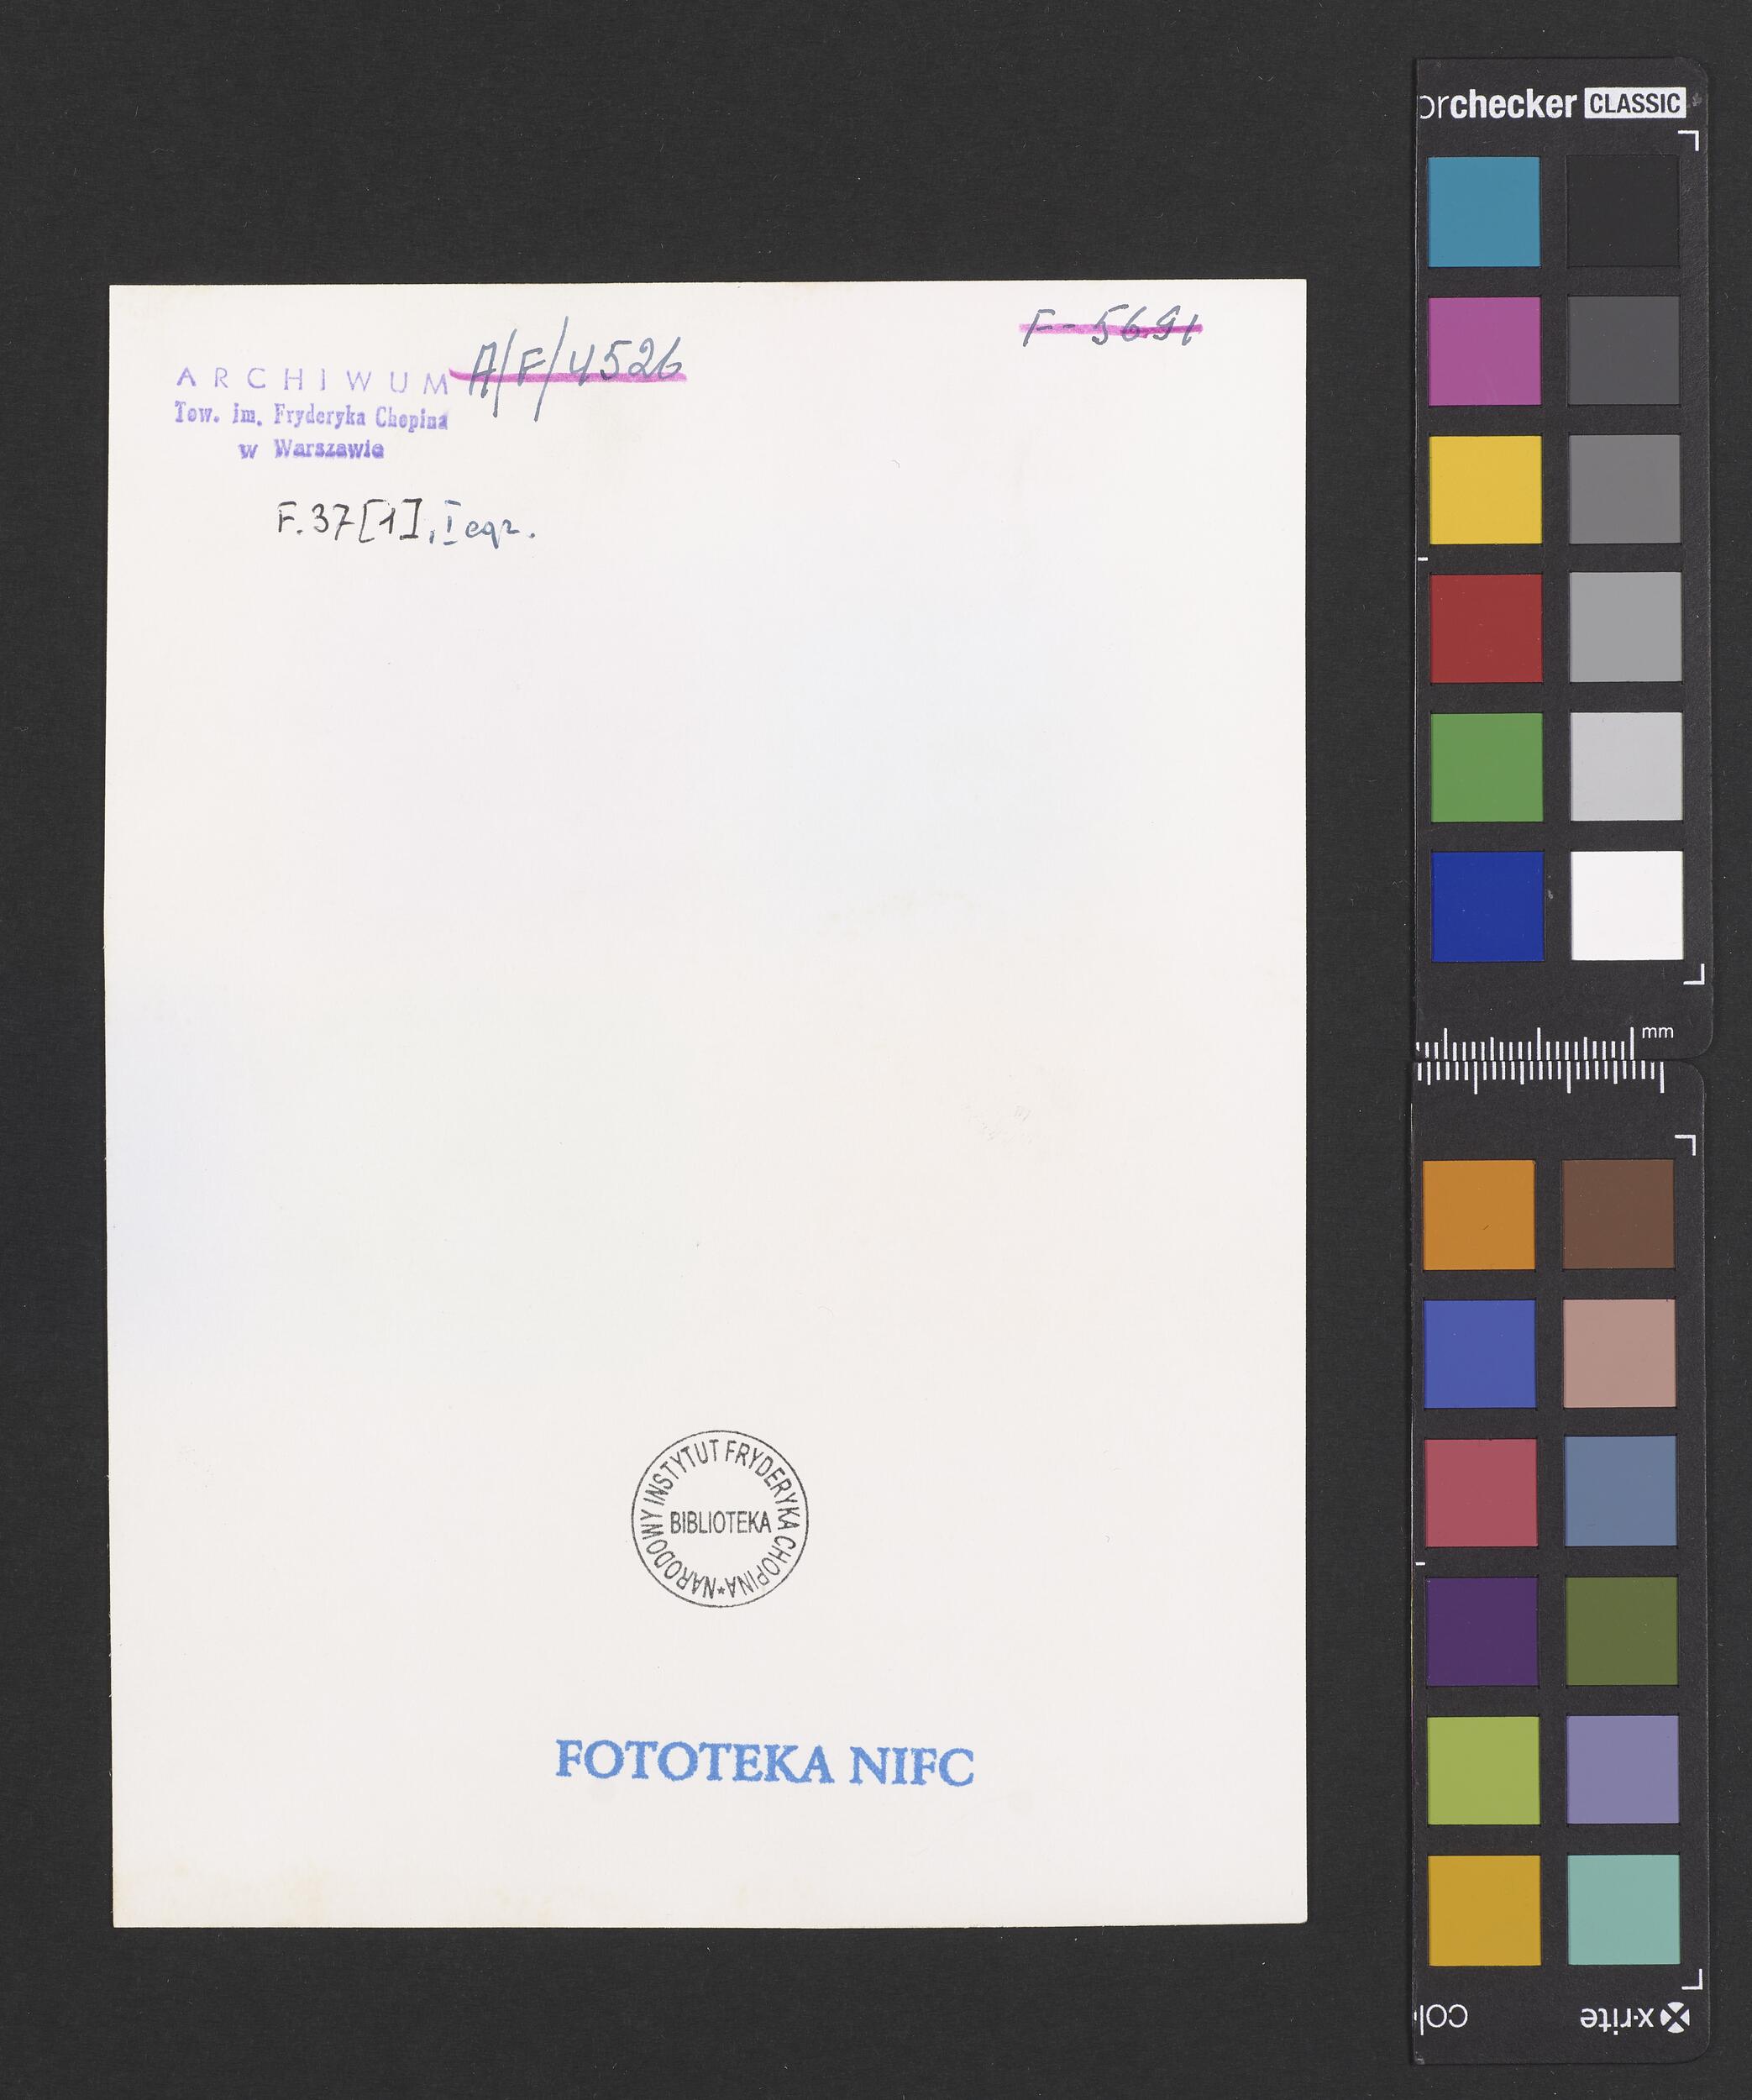 A/F/4526
F-5691
ARCHIWUM
Tow. im. Fryderyka Chopina
w Warszawie
F.37[1], I egz.
NARODOWY INSTYTUT FRYDERYKA CHOPINA *
BIBLIOTEKA
FOTOTEKA NIFC
orchecker CLASSIC
mm
col
x-rite